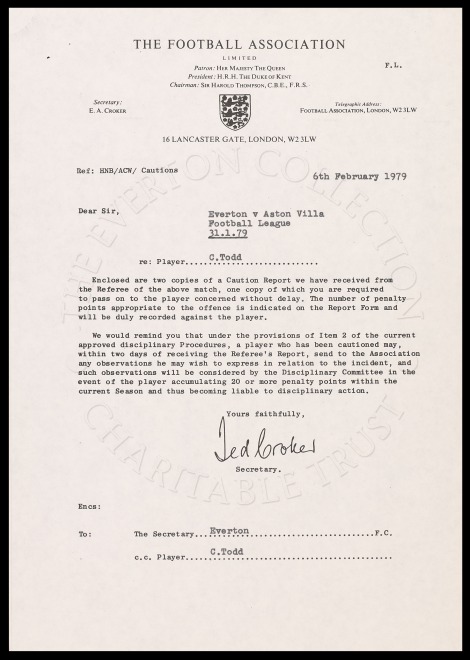 THE FOOTBALL ASSOCIATION
LIMITED
Patron: HER MAJESTY THE QUEEN
President: H.R.H. THE DUKE OF KENT
Chairman: SIR HAROLD THOMPSON, C.B.E., F.R.S.
F.L.
Secretary:
E. A. CROKER
Telegraphic Address:
FOOTBALL ASSOCIATION, LONDON, W2 3LW
16 LANCASTER GATE, LONDON, W2 3LW
Ref: HNB/ACW/ Cautions
6th February 1979
Dear Sir,
Everton v Aston Villa
Football League
31.1.79
re: Player....C.Todd............................
Enclosed are two copies of a Caution Report we have received from
the Referee of the above match, one copy of which you are required
to pass on to the player concerned without delay. The number of penalty
points appropriate to the offence is indicated on the Report Form and
will be duly recorded against the player.
We would remind you that under the provisions of Item 2 of the current
approved disciplinary Procedures, a player who has been cautioned may,
within two days of receiving the Referee's Report, send to the Association
any observations he may wish to express in relation to the incident, and
such observations will be considered by the Disciplinary Committee in the
event of the player accumulating 20 or more penalty points within the
current Season and thus becoming liable to disciplinary action.
Yours faithfully,
Ted Croker
Secretary.
Encs:
To: The Secretary...Everton...............................F.C.
c.c. Player.....C.Todd....................................
THE EVERTON COLLECTION
CHARITABLE TRUST